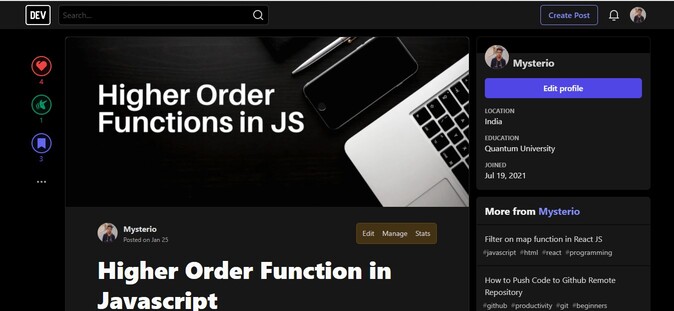 DEV
Search...
Create Post
4
1
3
Higher Order
Functions in JS
Mysterio
Posted on Jan 25
Edit Manage Stats
Higher Order Function in
Javascript
Mysterio
Edit profile
LOCATION
India
EDUCATION
Quantum University
JOINED
Jul 19, 2021
More from Mysterio
Filter on map function in React JS
#javascript #html #react #programming
How to Push Code to Github Remote
Repository
#github #productivity #git #beginners